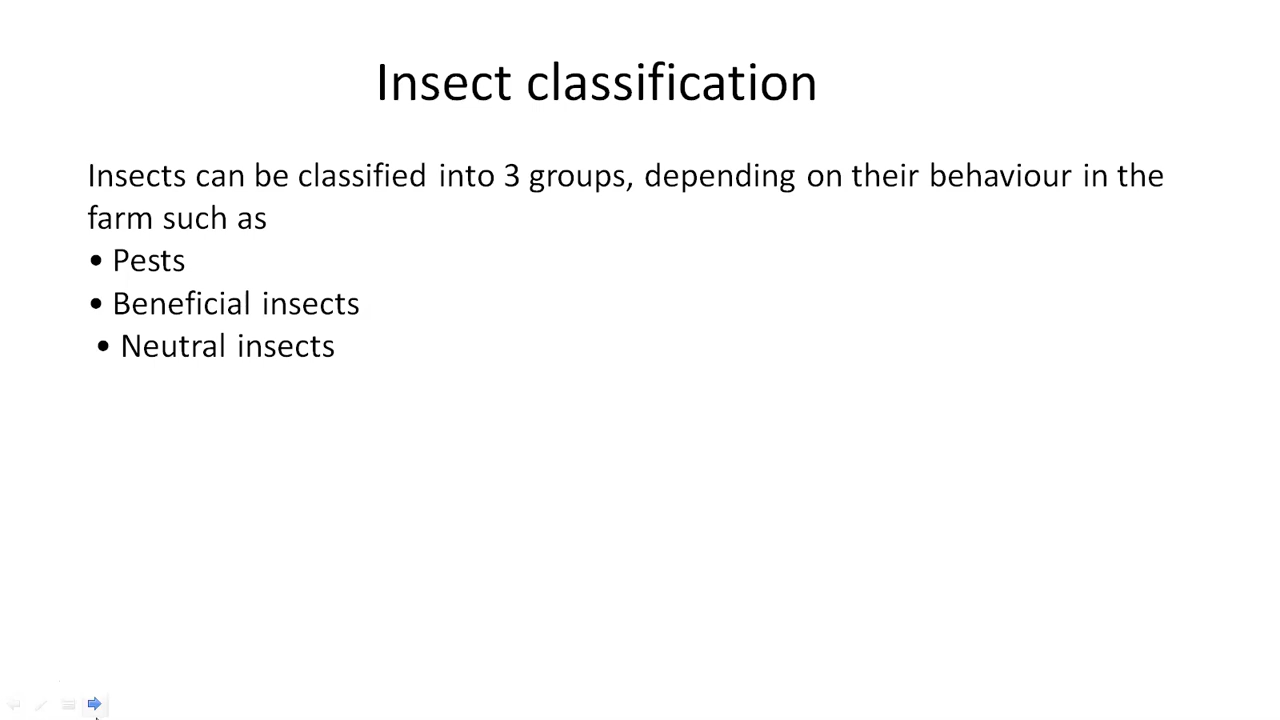 Insect classification
Insects can be classified into 3 groups, depending on their behaviour in the
farm such as
• Pests
• Beneficial insects
• Neutral insects